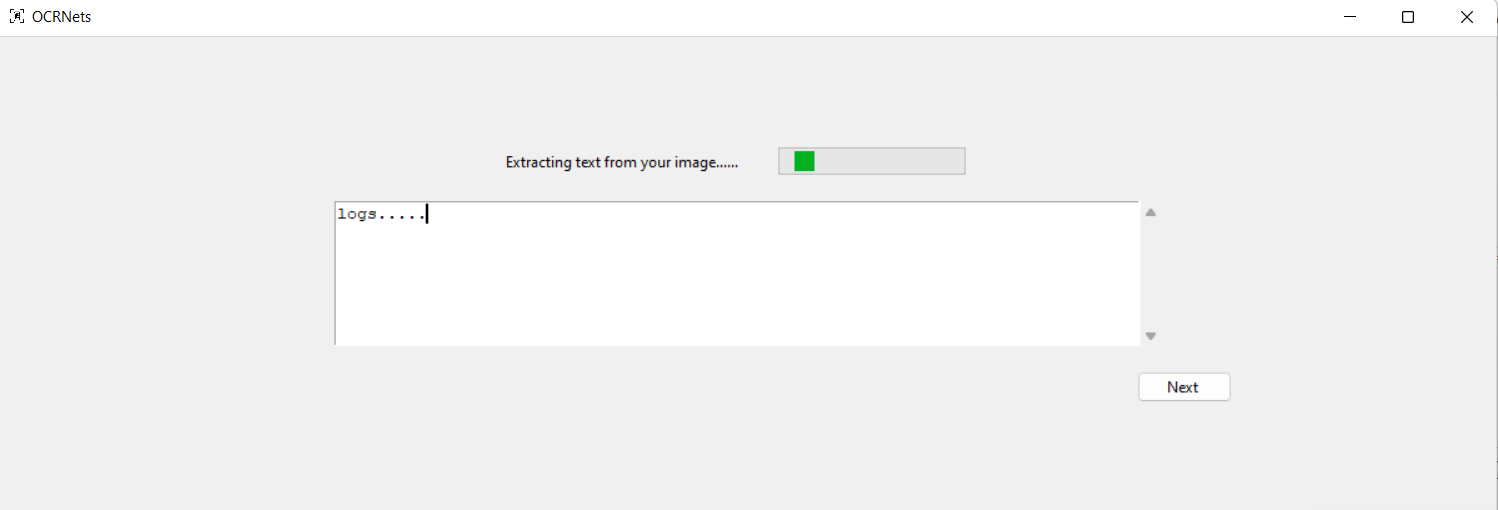 OCRNets
Extracting text from your image......
logs.....
Next